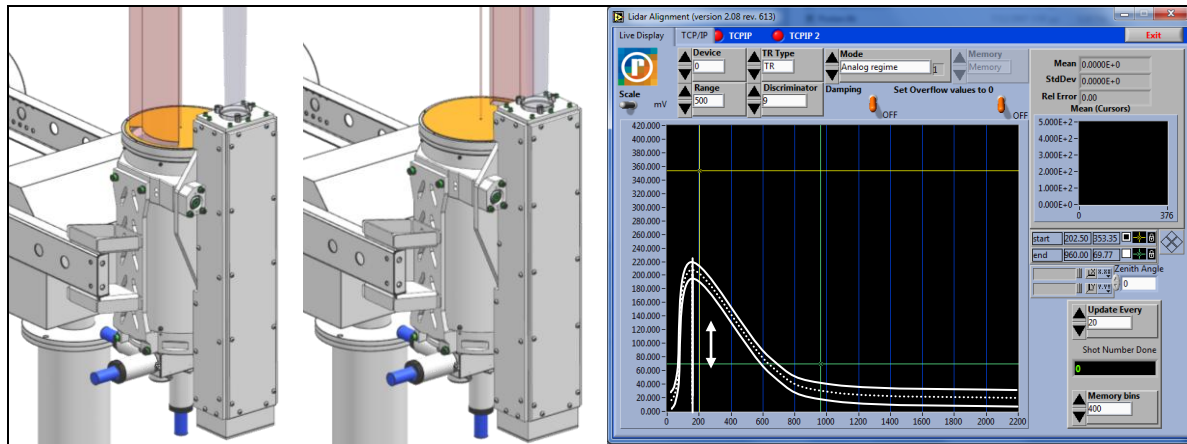 Lidar Alignment (version 2.08 rev. 613)
Live Display TCP/IP TCPIP TCPIP 2 Exit
Device TR Type Mode Memory
0 TR Analog regime 1 Memory
Range Discriminator Damping Set Overflow values to 0
500 9 OFF OFF
Scale
mV
Mean 0.0000E+0
StdDev 0.0000E+0
Rel Error 0.00
Mean (Cursors)
5.000E+2
4.000E+2
3.000E+2
2.000E+2
1.000E+2
0.000E+0
0 376
420.000
400.000
380.000
360.000
340.000
320.000
300.000
280.000
260.000
240.000
220.000
200.000
180.000
160.000
140.000
120.000
100.000
80.000
60.000
40.000
20.000
0.000
0 200 400 600 800 1000 1200 1400 1600 1800 2000 2200
start 202.50 353.35
end 960.00 69.77
Zenith Angle
0
Update Every
20
Shot Number Done
0
Memory bins
400